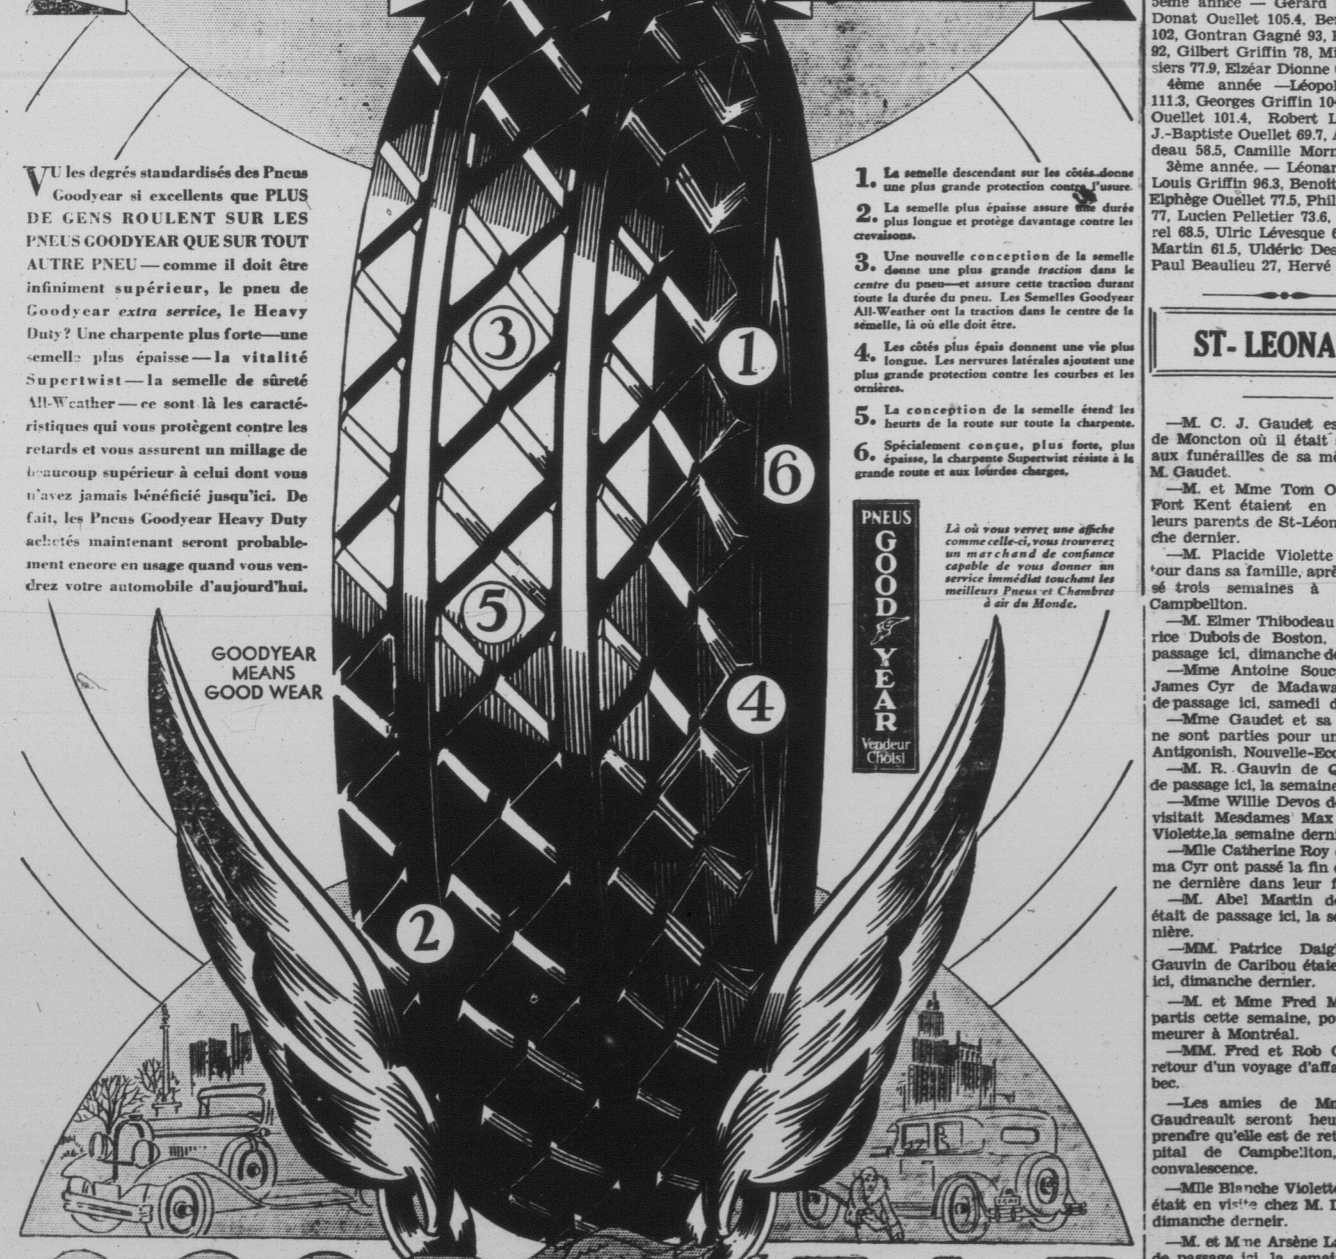 VU les degrés standardisés des Pneus
Goodyear si excellents que PLUS
DE GENS ROULENT SUR LES
PNEUS GOODYEAR QUE SUR TOUT
AUTRE PNEU — comme il doit être
infiniment supérieur, le pneu de
Goodyear extra service, le Heavy
Duty? Une charpente plus forte—une
semelle plus épaisse — la vitalité
Supertwist — la semelle de sûreté
All-Weather — ce sont là les caracté-
ristiques qui vous protègent contre les
retards et vous assurent un millage de
beaucoup supérieur à celui dont vous
n'avez jamais bénéficié jusqu'ici. De
fait, les Pneus Goodyear Heavy Duty
achetés maintenant seront probable-
ment encore en usage quand vous ven-
drez votre automobile d'aujourd'hui.
GOODYEAR
MEANS
GOOD WEAR
3
1
6
5
4
2
1. La semelle descendant sur les côtés donne
une plus grande protection contre l'usure.
2. La semelle plus épaisse assure une durée
plus longue et protège davantage contre les
crevaisons.
3. Une nouvelle conception de la semelle
donne une plus grande traction dans le
centre du pneu—et assure cette traction durant
toute la durée du pneu. Les Semelles Goodyear
All-Weather ont la traction dans le centre de la
semelle, là où elle doit être.
4. Les côtés plus épais donnent une vie plus
longue. Les nervures latérales ajoutent une
plus grande protection contre les courbes et les
ornières.
5. La conception de la semelle étend les
heurts de la route sur toute la charpente.
6. Spécialement conçue, plus forte, plus
épaisse, la charpente Supertwist résiste à la
grande route et aux lourdes charges.
PNEUS
GOODYEAR
Vendeur
Choisi
Là où vous verrez une affiche
comme celle-ci, vous trouverez
un marchand de confiance
capable de vous donner un
service immédiat touchant les
meilleurs Pneus et Chambres
à air du Monde.
5ème année — Gérard
Donat Ouellet 105.4,
102, Gontran Gagné 93,
92, Gilbert Griffin 78,
siers 77.9, Elzéar Dionne
4ème année —Léopol
111.3, Georges Griffin
Ouellet 101.4, Robert
J.-Baptiste Ouellet 69.7,
deau 58.5, Camille
3ème année. — Léonar
Louis Griffin 96.3, Benoît
Elphège Ouellet 77.5,
77, Lucien Pelletier 73.6,
rel 68.5, Ulric Lévesque
Martin 61.5, Uldéric
Paul Beaulieu 27, Hervé
ST-LEONA
—M. C. J. Gaudet es
de Moncton où il était
aux funérailles de sa
M. Gaudet.
—M. et Mme Tom
Fort Kent étaient en
leurs parents de
che dernier.
—M. Placide Violette
tour dans sa famille,
sé trois semaines à
Campbellton.
—M. Elmer Thibodeau
rice Dubois de Boston,
passage ici, dimanche
—Mme Antoine
James Cyr de
de passage ici, samedi
—Mme Gaudet et sa
ne sont parties pour un
Antigonish, Nouvelle-
—M. R. Gauvin de
de passage ici, la semaine
—Mme Willie Devos
visitait Mesdames Max
Violette,la semaine
—Mlle Catherine Roy
ma Cyr ont passé la fin
ne dernière dans leur
—M. Abel Martin
était de passage ici, la
nière.
—MM. Patrice
Gauvin de Caribou
ici, dimanche dernier.
—M. et Mme Fred
partis cette semaine,
meurer à Montréal.
—MM. Fred et Rob
retour d'un voyage
bec.
—Les amies de
Gaudreault seront
prendre qu'elle est de
pital de Campbellton,
convalescence.
—Mlle Blanche Violette
était en visite chez M.
dimanche derneir.
—M. et Mme Arsène